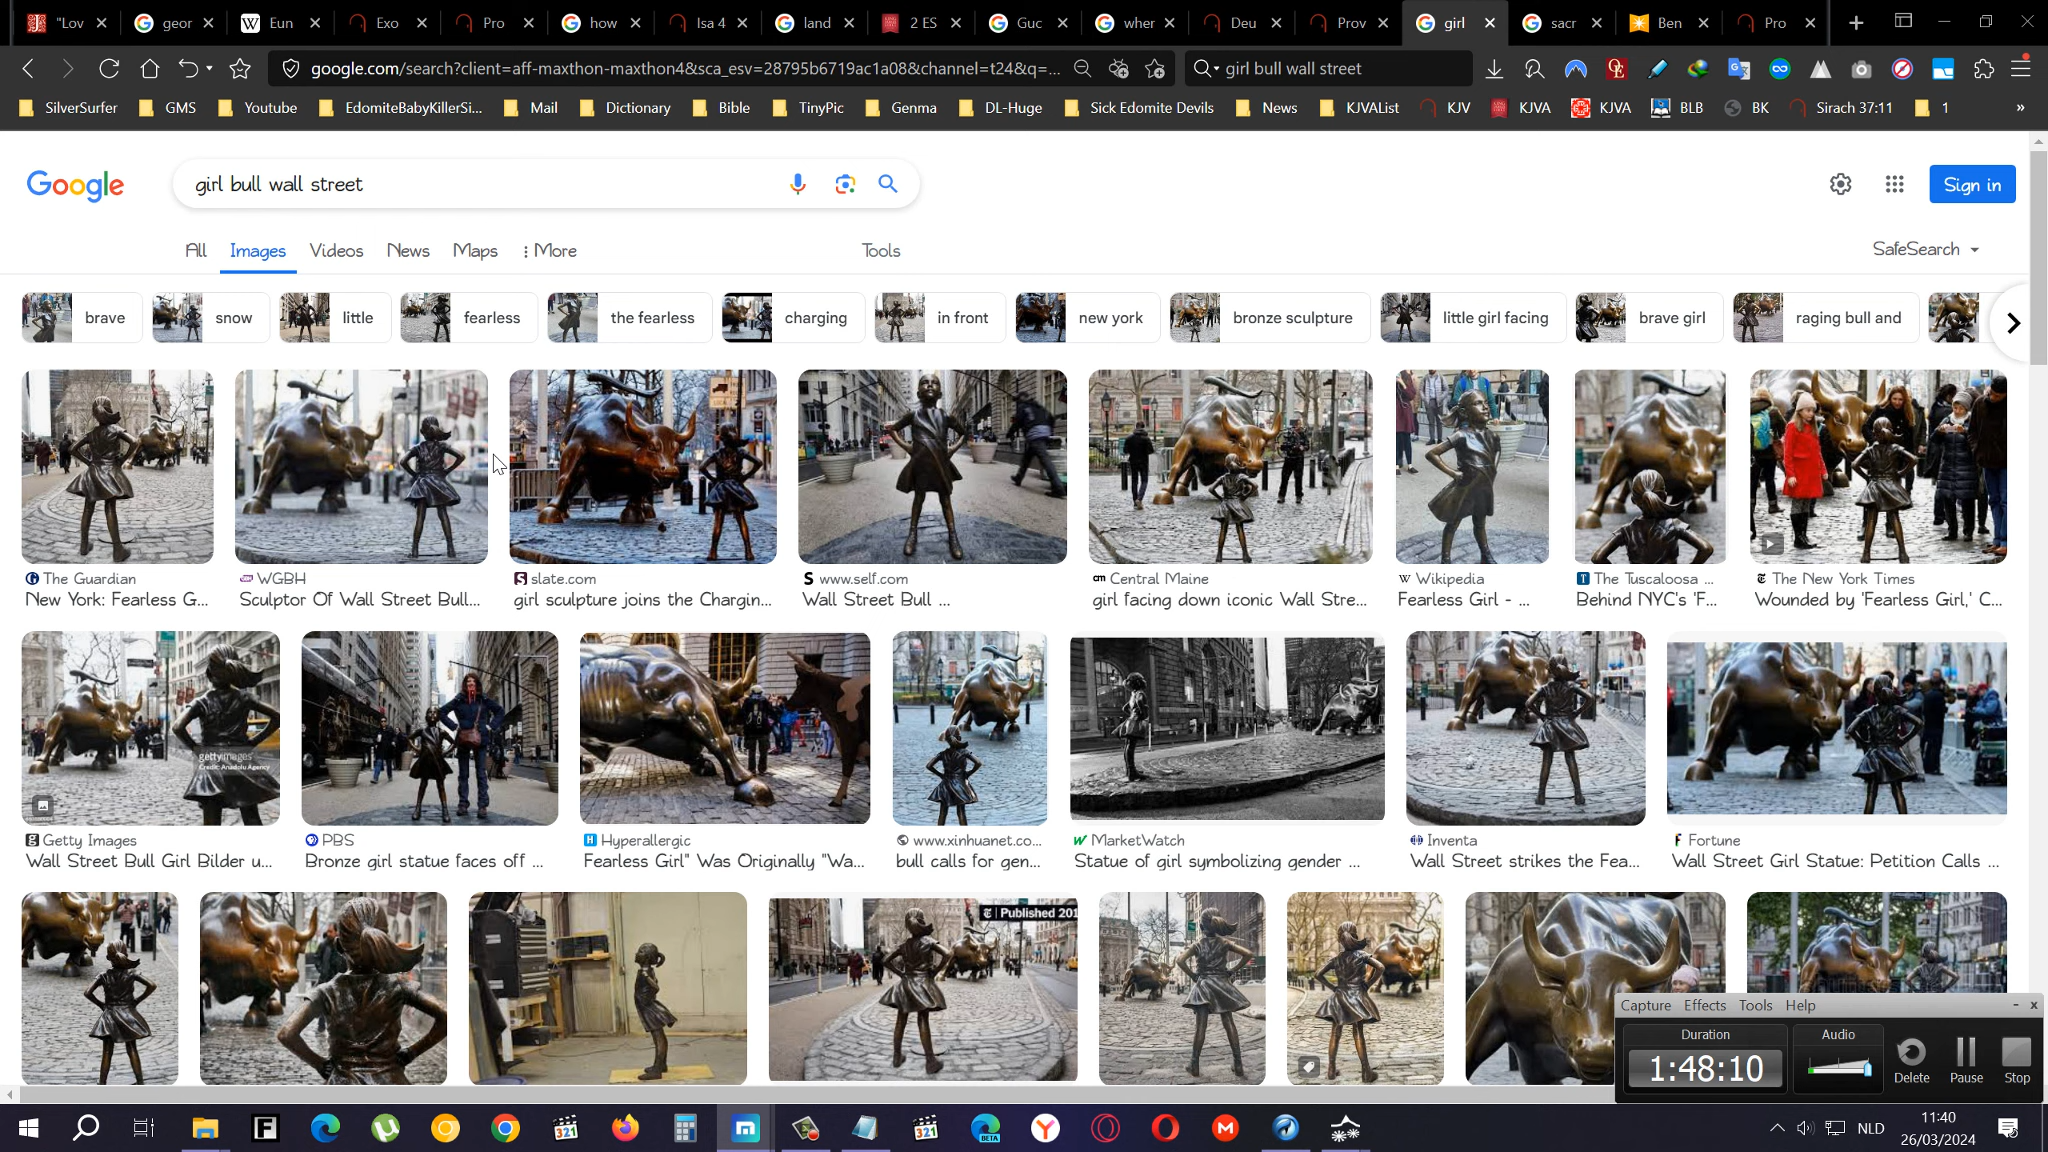 "Lov
geor
Eun
Exo
Pro
how
Isa 4
land
2 ES
Guc
wher
Deu
Prov
girl
sacr
Ben
Pro
google.com/search?client=aff-maxthon-maxthon4&sca_esv=28795b6719ac1a08&channel=t24&q=...
girl bull wall street
SilverSurfer
GMS
Youtube
EdomiteBabyKillerSi...
Mail
Dictionary
Bible
TinyPic
Genma
DL-Huge
Sick Edomite Devils
News
KJVAList
KJV
KJVA
KJVA
BLB
BK
Sirach 37:11
1
»
Google
girl bull wall street
Sign in
All
Images
Videos
News
Maps
More
Tools
SafeSearch
brave
snow
little
fearless
the fearless
charging
in front
new york
bronze sculpture
little girl facing
brave girl
raging bull and
The Guardian
New York: Fearless G...
WGBH
Sculptor Of Wall Street Bull...
slate.com
girl sculpture joins the Chargin...
www.self.com
Wall Street Bull ...
Central Maine
girl facing down iconic Wall Stre...
Wikipedia
Fearless Girl - ...
The Tuscaloosa ...
Behind NYC's 'F...
The New York Times
Wounded by 'Fearless Girl,' C...
gettyimages
Credit: Anadolu Agency
Getty Images
Wall Street Bull Girl Bilder u...
PBS
Bronze girl statue faces off ...
Hyperallergic
Fearless Girl" Was Originally "Wa...
www.xinhuanet.co...
bull calls for gen...
MarketWatch
Statue of girl symbolizing gender ...
Inventa
Wall Street strikes the Fea...
Fortune
Wall Street Girl Statue: Petition Calls ...
Published 201
Capture Effects Tools Help
Duration
1:48:10
Audio
Delete
Pause
Stop
321
321
BETA
NLD
11:40
26/03/2024